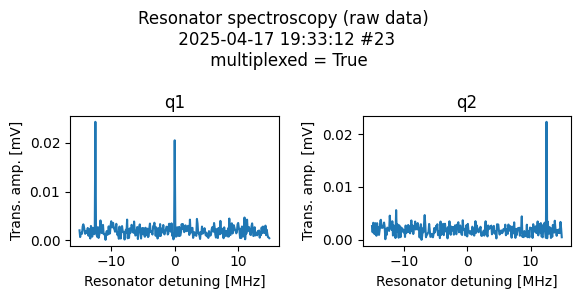 Resonator spectroscopy (raw data)
2025-04-17 19:33:12 #23
multiplexed = True
q1
q2
Trans. amp. [mV]
0.02
0.01
0.00
−10
0
10
Resonator detuning [MHz]
Trans. amp. [mV]
0.02
0.01
0.00
−10
0
10
Resonator detuning [MHz]